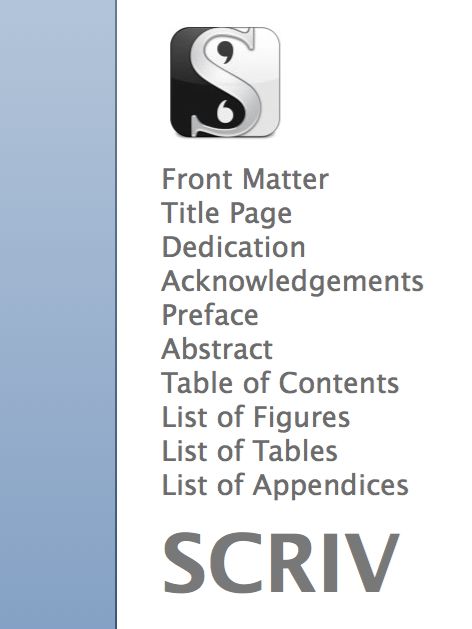 S
Front Matter
Title Page
Dedication
Acknowledgements
Preface
Abstract
Table of Contents
List of Figures
List of Tables
List of Appendices
SCRIV